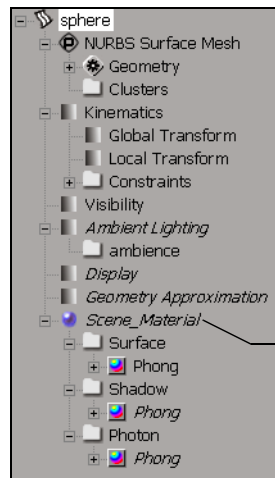 sphere
NURBS Surface Mesh
Geometry
Clusters
Kinematics
Global Transform
Local Transform
Constraints
Visibility
Ambient Lighting
ambience
Display
Geometry Approximation
Scene_Material
Surface
Phong
Shadow
Phong
Photon
Phong